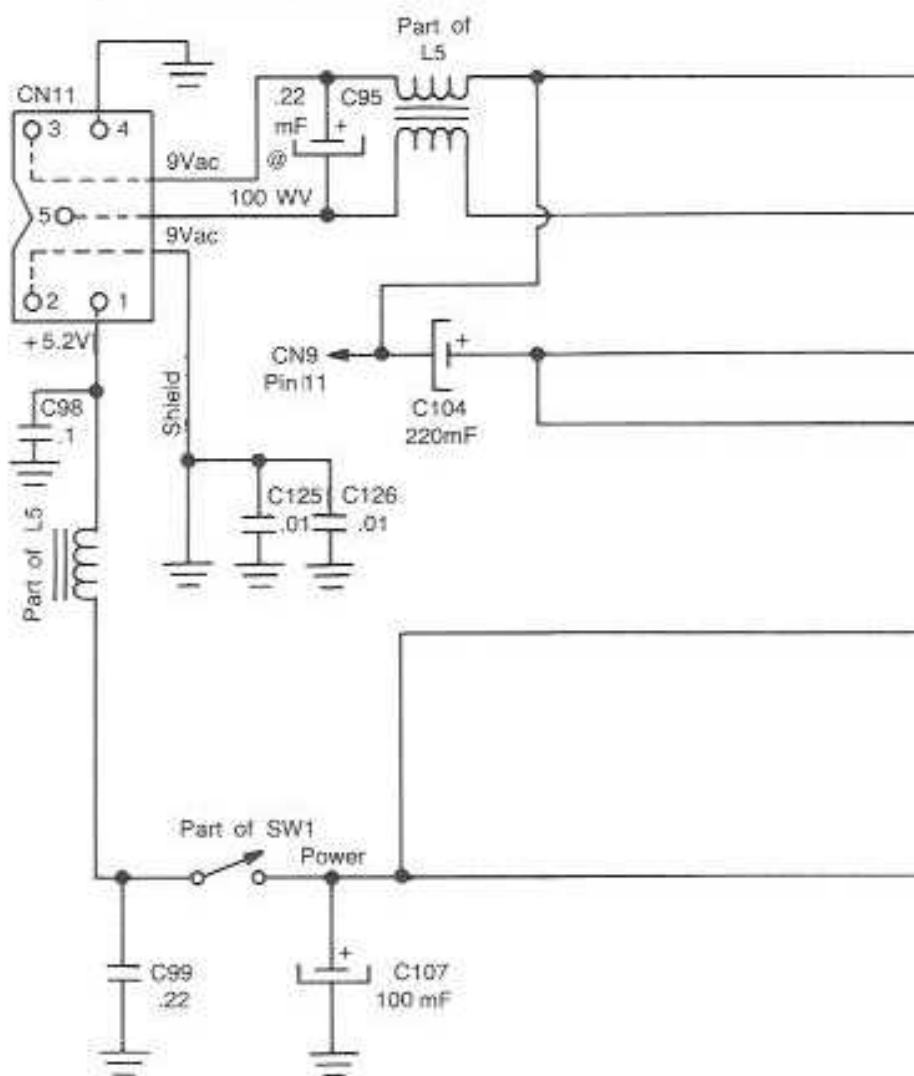 Part of
L5
CN11
3
4
.22
mF
@
100 WV
+
C95
9Vac
5
9Vac
2
1
+5.2V
C98
.1
Shield
CN9
Pin 11
+
C104
220mF
C125
.01
C126
.01
Part of L5
Part of SW1
Power
C99
.22
+
C107
100 mF